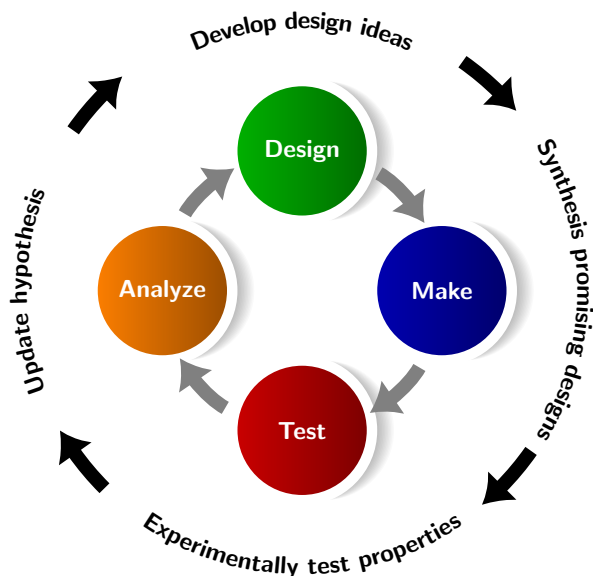 Develop design ideas
Design
Synthesis promising designs
Update hypothesis
Analyze
Make
Test
Experimentally test properties